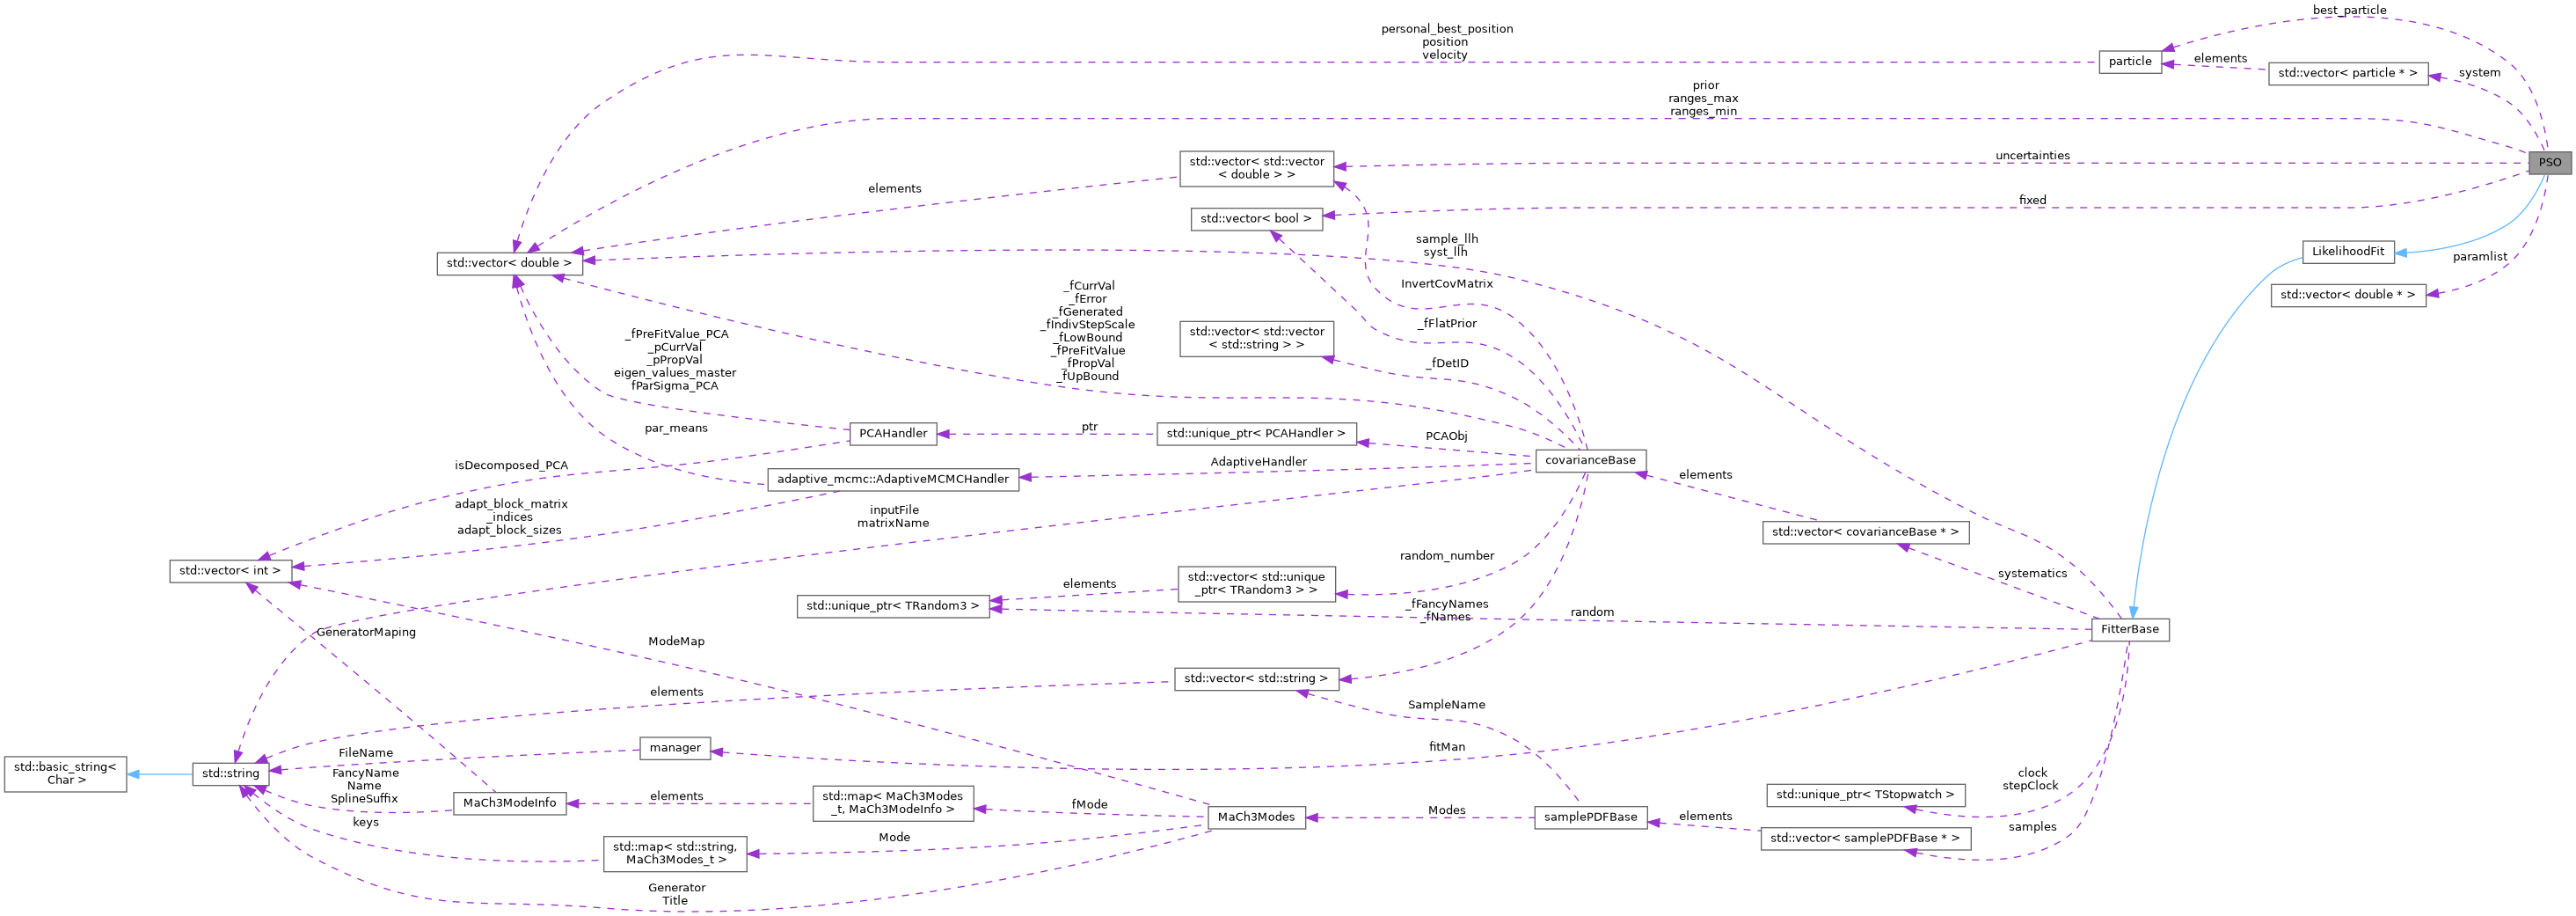 best_particle
personal_best_position
position
velocity
particle
elements
std::vector< particle * >
system
prior
ranges_max
ranges_min
PSO
uncertainties
std::vector< std::vector
< double > >
elements
fixed
std::vector< bool >
sample_llh
syst_llh
LikelihoodFit
paramlist
std::vector< double >
std::vector< double * >
InvertCovMatrix
_fCurrVal
_fError
_fGenerated
_fIndivStepScale
_fLowBound
_fPreFitValue
_fPropVal
_fUpBound
_fFlatPrior
std::vector< std::vector
< std::string > >
_fPreFitValue_PCA
_pCurrVal
_pPropVal
eigen_values_master
fParSigma_PCA
_fDetID
par_means
PCAHandler
ptr
std::unique_ptr< PCAHandler >
PCAObj
covarianceBase
isDecomposed_PCA
adaptive_mcmc::AdaptiveMCMCHandler
AdaptiveHandler
elements
adapt_block_matrix
_indices
adapt_block_sizes
inputFile
matrixName
std::vector< covarianceBase * >
std::vector< int >
random_number
systematics
elements
std::vector< std::unique
_ptr< TRandom3 > >
std::unique_ptr< TRandom3 >
_fFancyNames
_fNames
random
FitterBase
GeneratorMaping
ModeMap
std::vector< std::string >
elements
SampleName
manager
fitMan
FileName
std::basic_string<
Char >
std::string
FancyName
Name
SplineSuffix
clock
stepClock
std::unique_ptr< TStopwatch >
MaCh3ModeInfo
elements
std::map< MaCh3Modes
_t, MaCh3ModeInfo >
fMode
MaCh3Modes
Modes
samplePDFBase
elements
samples
std::vector< samplePDFBase * >
keys
Mode
std::map< std::string,
MaCh3Modes_t >
Generator
Title